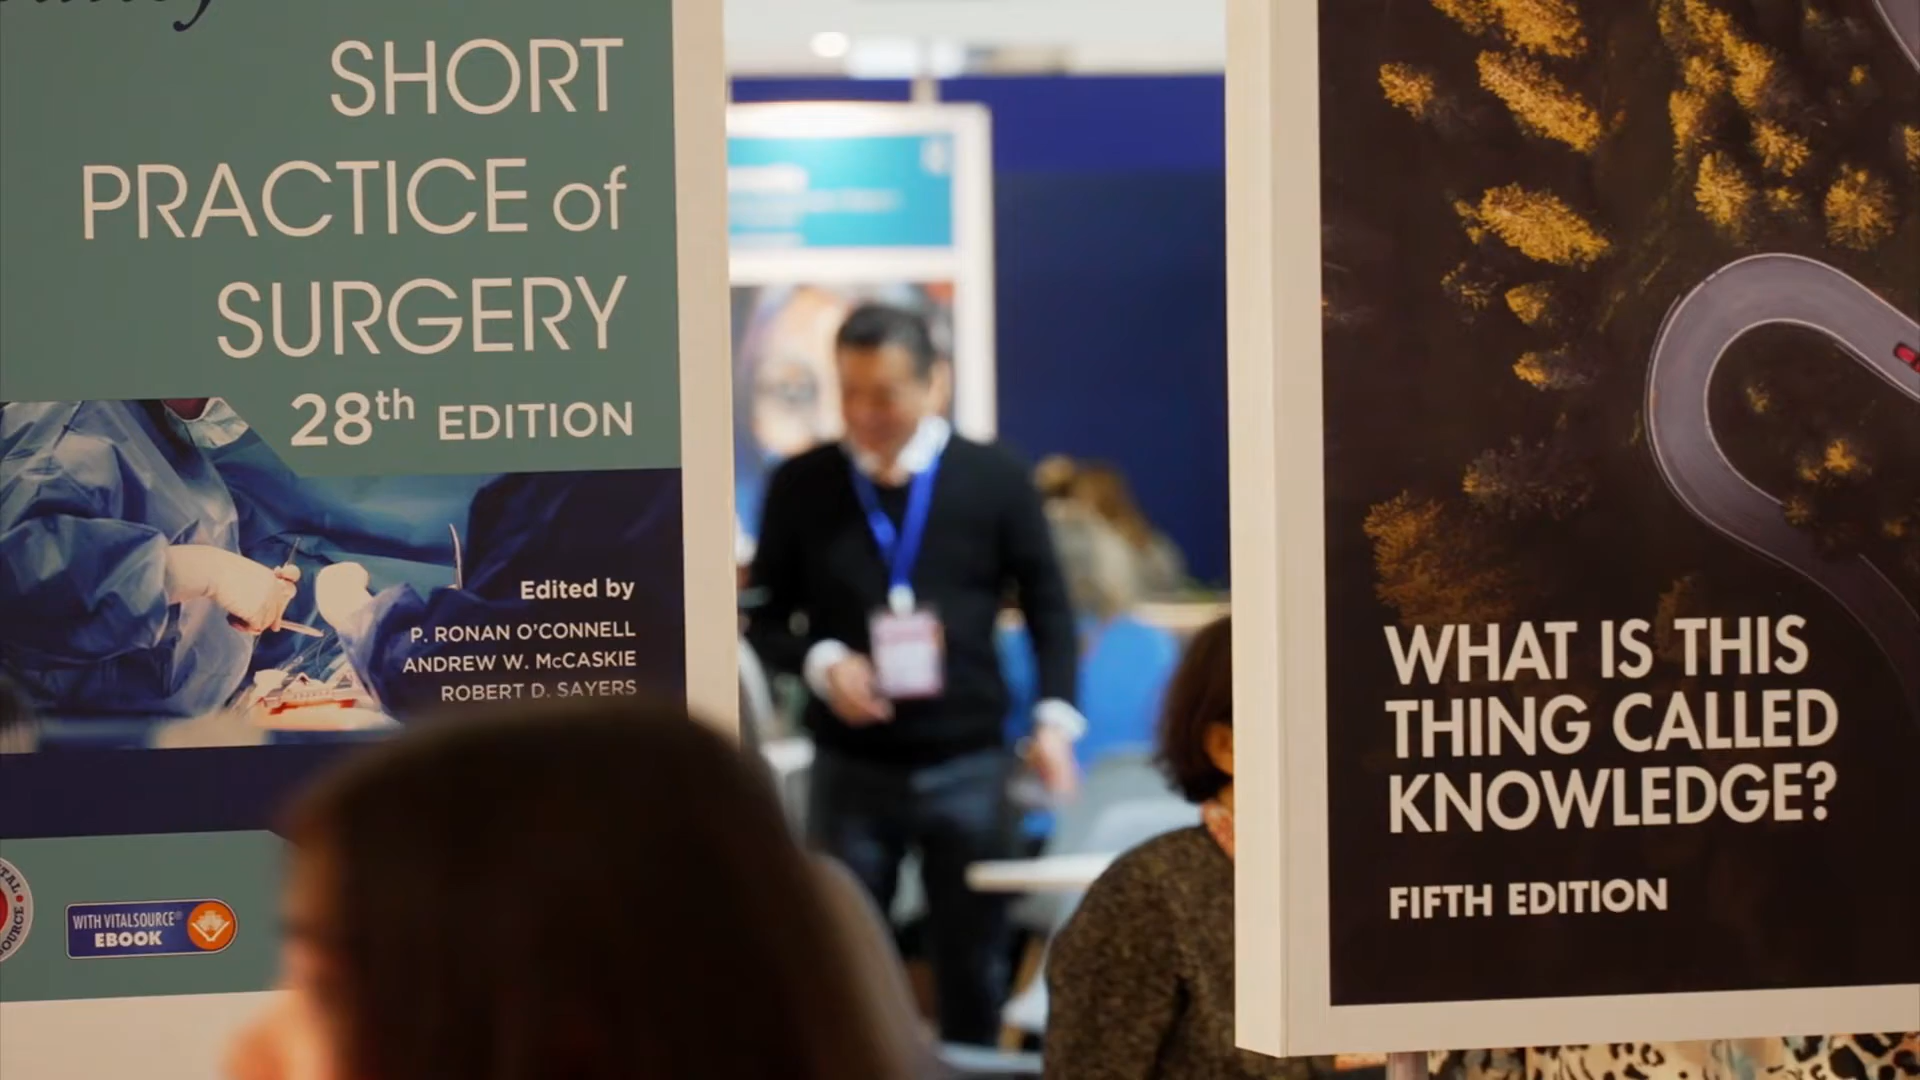 SHORT
PRACTICE of
SURGERY
28th EDITION
Edited by
P. RONAN O'CONNELL
ANDREW W. McCASKIE
ROBERT D. SAYERS
WITH VITALSOURCE®
EBOOK
WHAT IS THIS
THING CALLED
KNOWLEDGE?
FIFTH EDITION